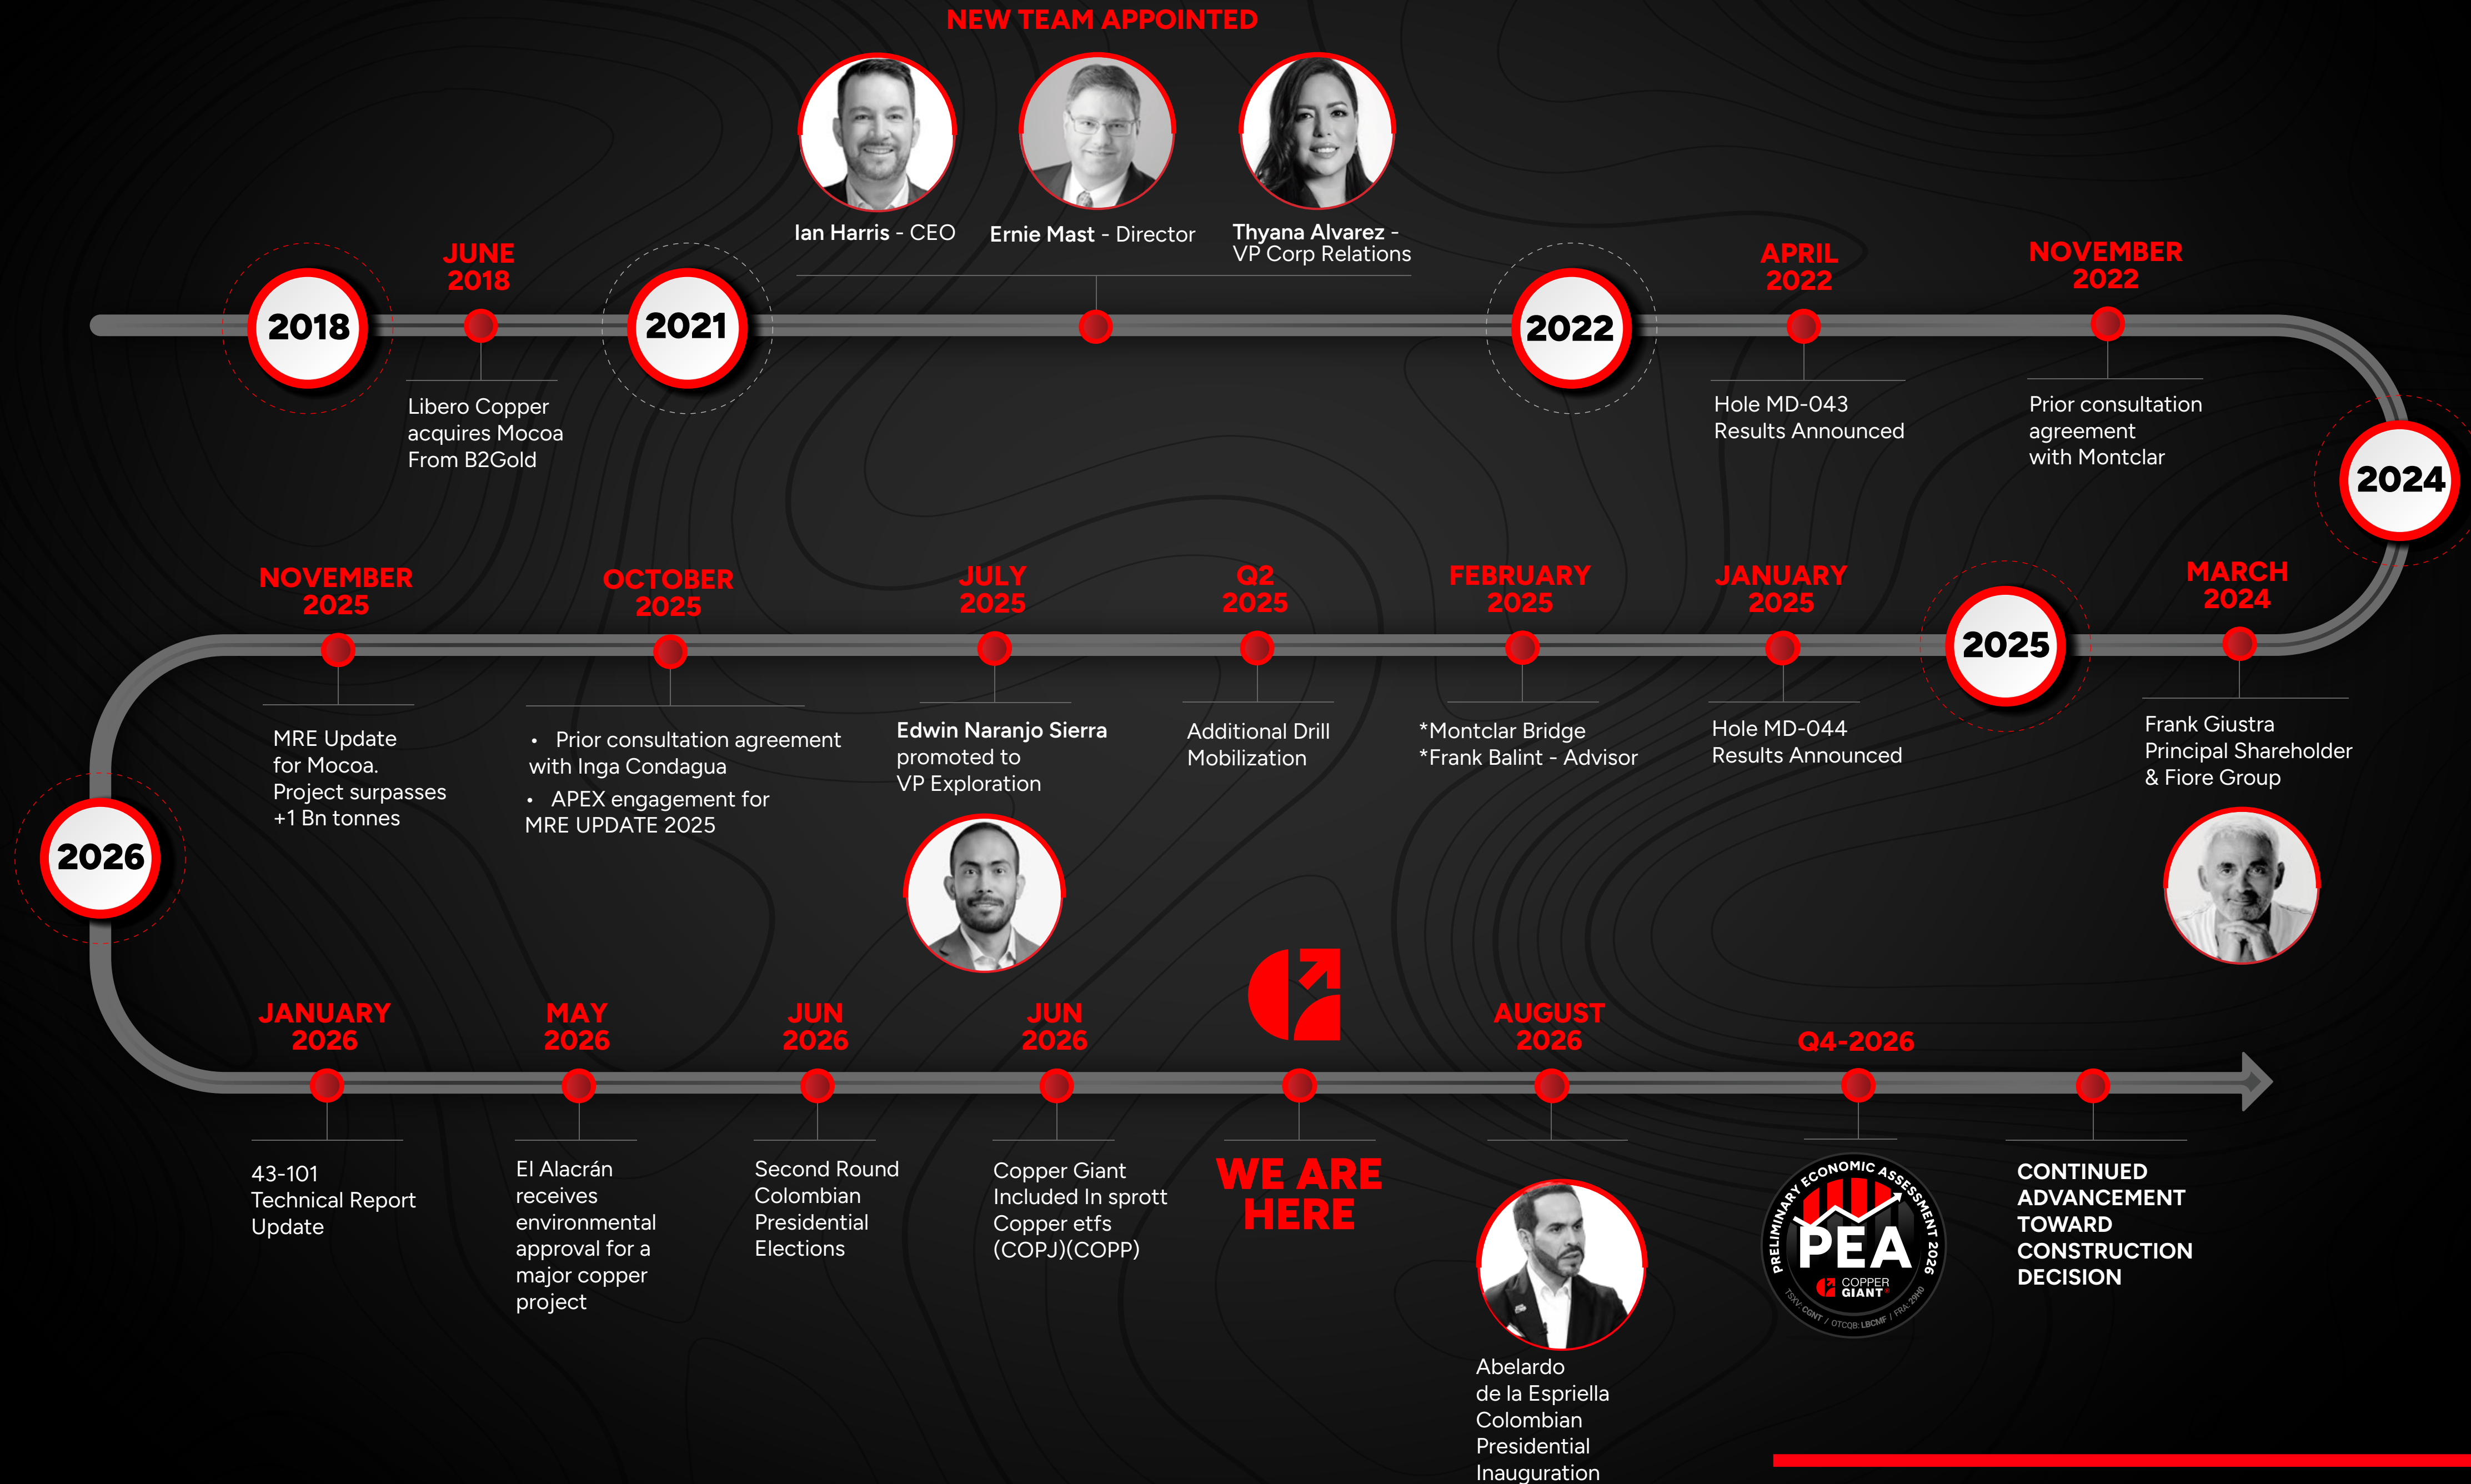 NEW TEAM APPOINTED
Ian Harris - CEO
Ernie Mast - Director
Thyana Alvarez -
VP Corp Relations
2018
JUNE
2018
Libero Copper
acquires Mocoa
From B2Gold
2021
2022
APRIL
2022
Hole MD-043
Results Announced
NOVEMBER
2022
Prior consultation
agreement
with Montclar
2024
MARCH
2024
Frank Giustra
Principal Shareholder
& Fiore Group
2025
JANUARY
2025
Hole MD-044
Results Announced
FEBRUARY
2025
*Montclar Bridge
*Frank Balint - Advisor
Q2
2025
Additional Drill
Mobilization
JULY
2025
Edwin Naranjo Sierra
promoted to
VP Exploration
OCTOBER
2025
• Prior consultation agreement
with Inga Condagua
• APEX engagement for
MRE UPDATE 2025
NOVEMBER
2025
MRE Update
for Mocoa.
Project surpasses
+1 Bn tonnes
2026
JANUARY
2026
43-101
Technical Report
Update
MAY
2026
El Alacrán
receives
environmental
approval for a
major copper
project
JUN
2026
Second Round
Colombian
Presidential
Elections
JUN
2026
Copper Giant
Included In sprott
Copper etfs
(COPJ)(COPP)
WE ARE
HERE
AUGUST
2026
Abelardo
de la Espriella
Colombian
Presidential
Inauguration
Q4-2026
PRELIMINARY ECONOMIC ASSESSMENT 2026
PEA
COPPER
GIANT
TSXV: CGNT / OTCQB: LBCMF / FRA: 29H0
CONTINUED
ADVANCEMENT
TOWARD
CONSTRUCTION
DECISION